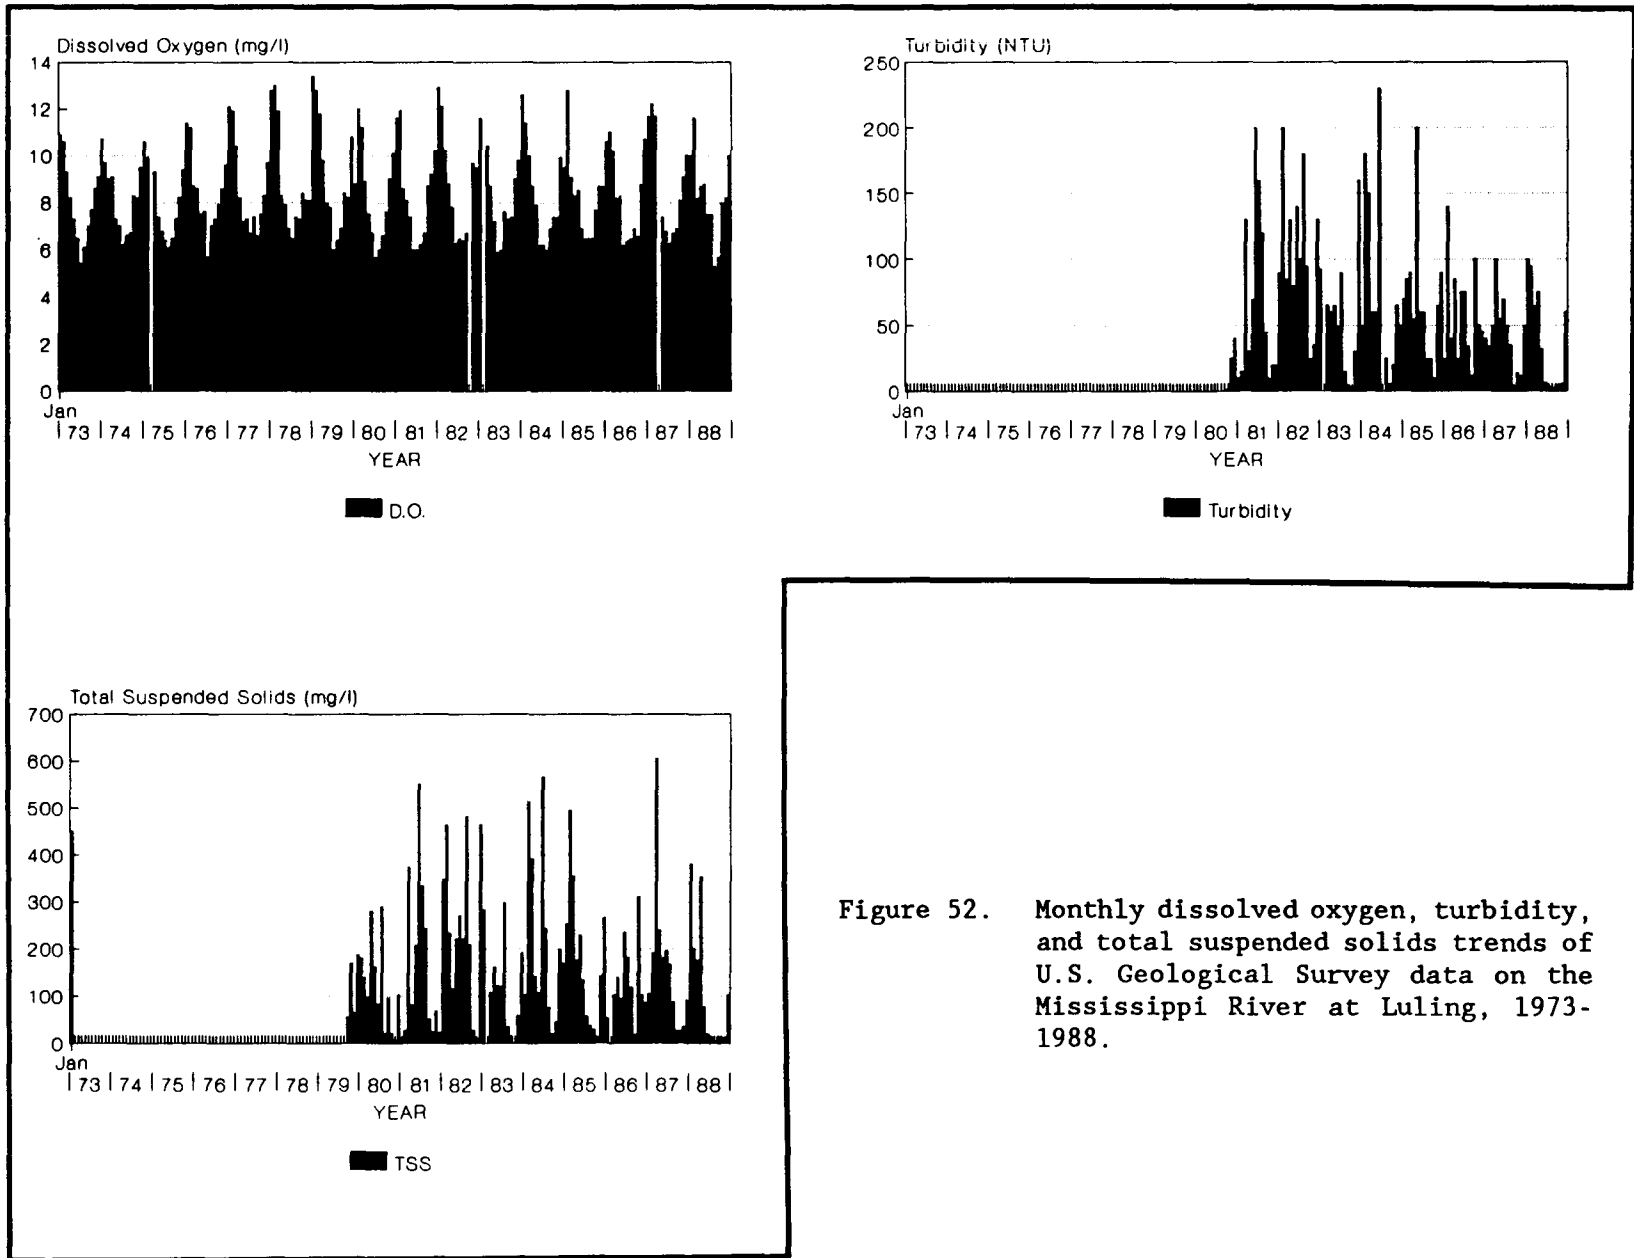 Dissolved Oxygen (mg/l)
14
12
10
8
6
4
2
0
Jan
73 74 75 76 77 78 79 80 81 82 83 84 85 86 87 88
YEAR
D.O.
Turbidity (NTU)
250
200
150
100
50
0
Jan
73 74 75 76 77 78 79 80 81 82 83 84 85 86 87 88
YEAR
Turbidity
Total Suspended Solids (mg/l)
700
600
500
400
300
200
100
0
Jan
73 74 75 76 77 78 79 80 81 82 83 84 85 86 87 88
YEAR
TSS
Figure 52. Monthly dissolved oxygen, turbidity,
and total suspended solids trends of
U.S. Geological Survey data on the
Mississippi River at Luling, 1973-
1988.